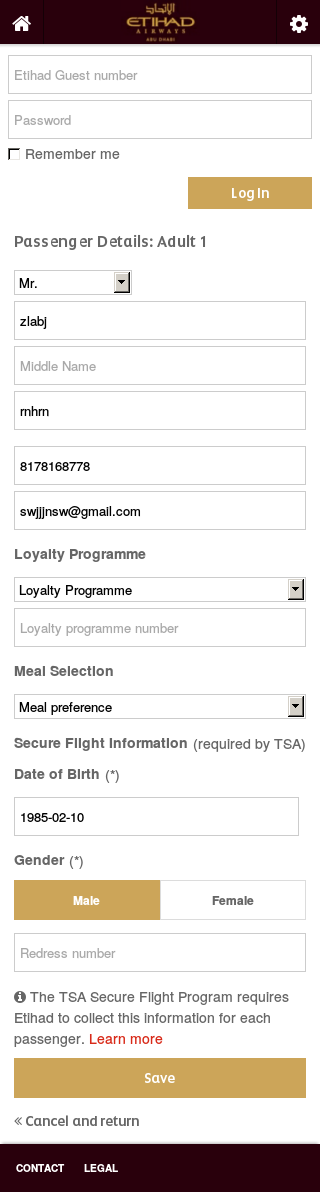 الإتحاد
ETIHAD
AIRWAYS
ABU DHABI
Etihad Guest number
Password
Remember me
Log In
Passenger Details: Adult 1
Mr.
zlabj
Middle Name
rnhrn
8178168778
swjjjnsw@gmail.com
Loyalty Programme
Loyalty Programme
Loyalty programme number
Meal Selection
Meal preference
Secure Flight Information (required by TSA)
Date of Birth (*)
1985-02-10
Gender (*)
Male Female
Redress number
The TSA Secure Flight Program requires
Etihad to collect this information for each
passenger. Learn more
Save
« Cancel and return
CONTACT LEGAL